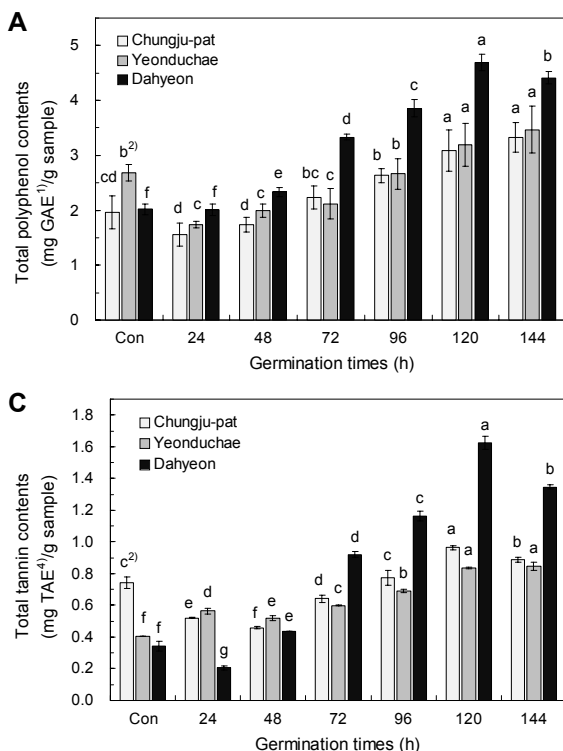 A
Total polyphenol contents
(mg GAE 1)/g sample)
5
4
3
2
1
0
Chungju-pat
Yeonduchae
Dahyeon
cd b2) f
d c f
d c e
bc c d
b b c
a a a
a a b
Con 24 48 72 96 120 144
Germination times (h)
C
Total tannin contents
(mg TAE4)/g sample)
1.8
1.6
1.4
1.2
1.0
0.8
0.6
0.4
0.2
0.0
Chungju-pat
Yeonduchae
Dahyeon
c2) f f
e d g
f e e
d c d
c b c
a a a
b a b
Con 24 48 72 96 120 144
Germination times (h)